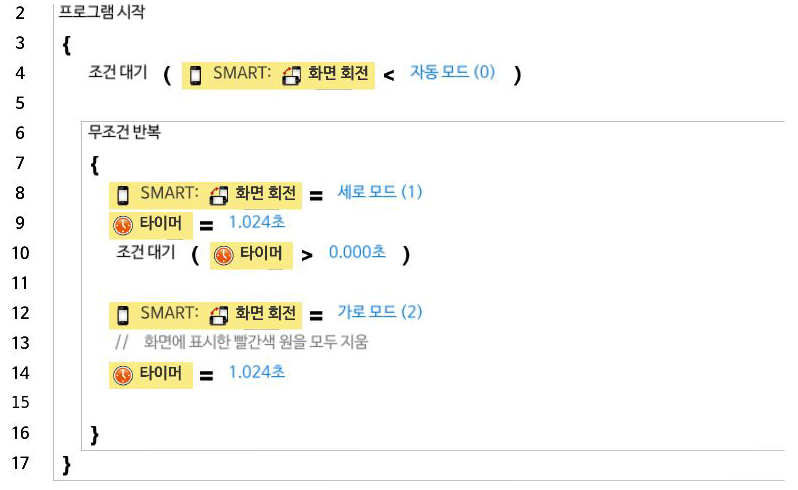 2 프로그램 시작
3 {
4 조건 대기 ( SMART: 화면 회전 < 자동 모드 (0) )
5
6 무조건 반복
7 {
8 SMART: 화면 회전 = 세로 모드 (1)
9 타이머 = 1.024초
10 조건 대기 ( 타이머 > 0.000초 )
11
12 SMART: 화면 회전 = 가로 모드 (2)
13 // 화면에 표시한 빨간색 원을 모두 지움
14 타이머 = 1.024초
15
16 }
17 }